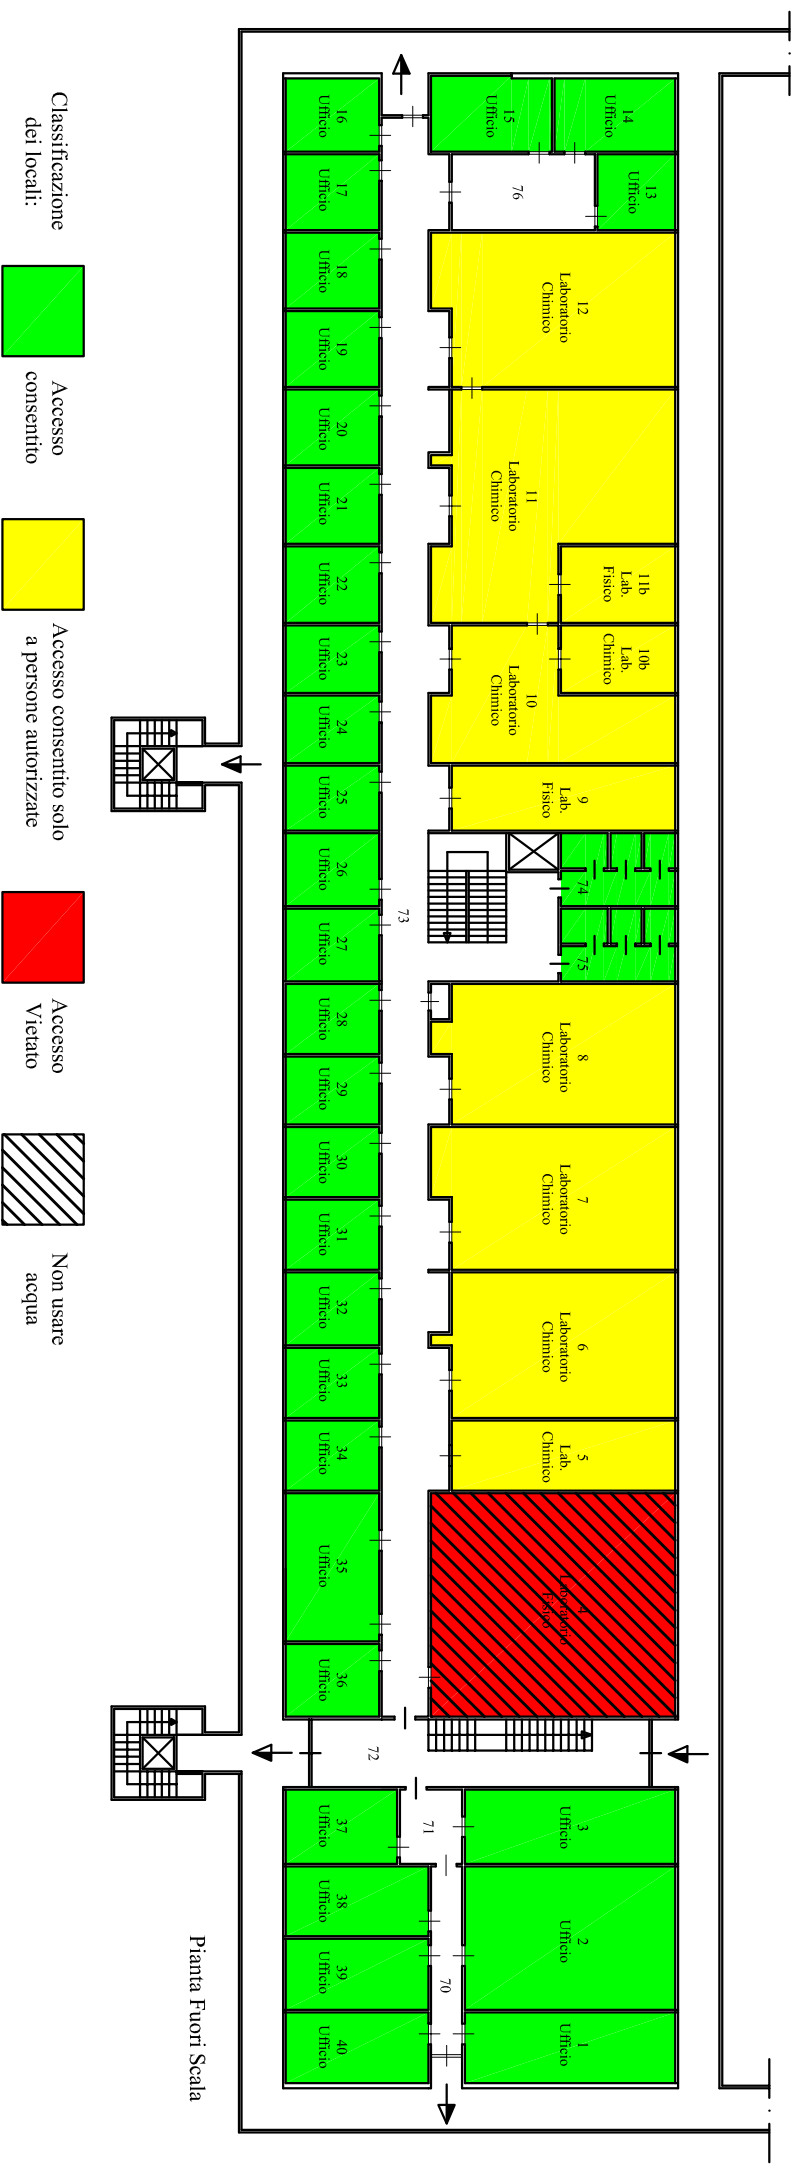 16
Ufficio
17
Ufficio
18
Ufficio
19
Ufficio
20
Ufficio
21
Ufficio
22
Ufficio
23
Ufficio
24
Ufficio
25
Ufficio
26
Ufficio
27
Ufficio
28
Ufficio
29
Ufficio
30
Ufficio
31
Ufficio
32
Ufficio
33
Ufficio
34
Ufficio
35
Ufficio
36
Ufficio
37
Ufficio
38
Ufficio
39
Ufficio
40
Ufficio
14
Ufficio
15
Ufficio
13
Ufficio
76
12
Laboratorio
Chimico
11
Laboratorio
Chimico
11b
Lab.
Fisico
10b
Lab.
Chimico
10
Laboratorio
Chimico
9
Lab.
Fisico
74
75
73
8
Laboratorio
Chimico
7
Laboratorio
Chimico
6
Laboratorio
Chimico
5
Lab.
Chimico
4
Laboratorio
Fisico
72
71
3
Ufficio
2
Ufficio
70
1
Ufficio
Pianta Fuori Scala
Classificazione
dei locali:
Accesso
consentito
Accesso consentito solo
a persone autorizzate
Accesso
Vietato
Non usare
acqua